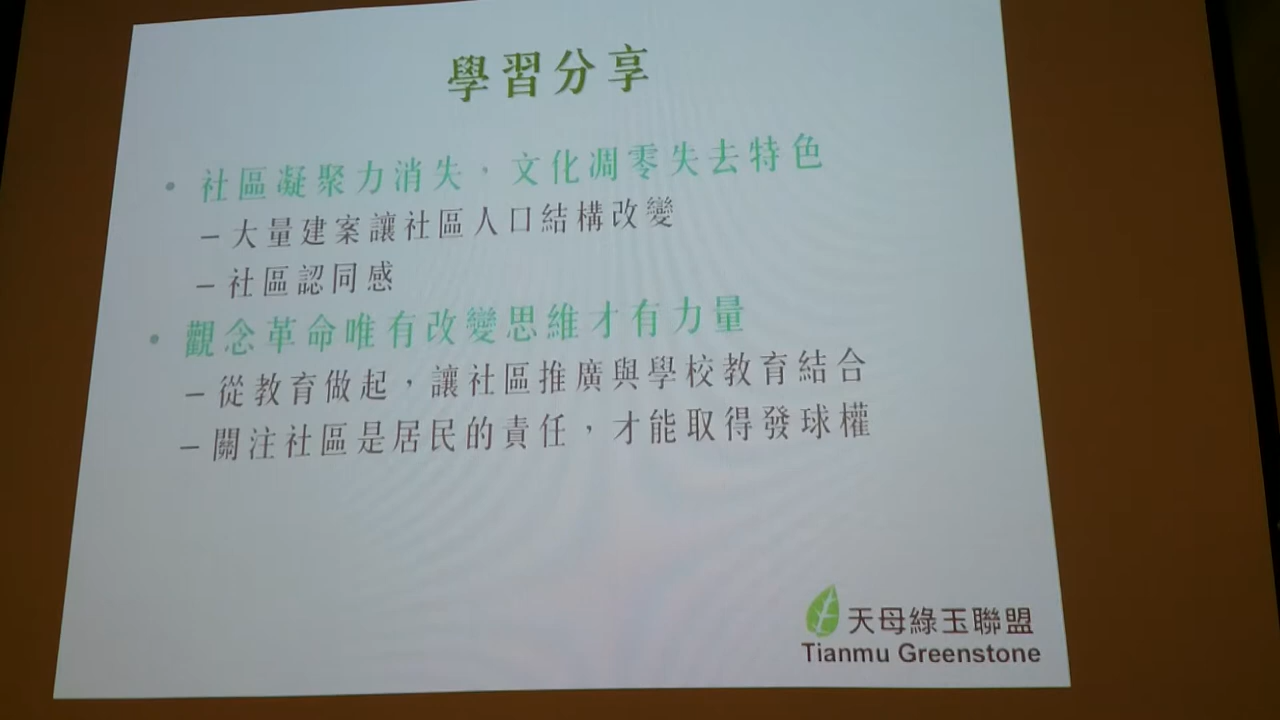 學習分享
• 社區凝聚力消失，文化凋零失去特色
– 大量建案讓社區人口結構改變
– 社區認同感
• 觀念革命唯有改變思維才有力量
– 從教育做起，讓社區推廣與學校教育結合
– 關注社區是居民的責任，才能取得發球權
天母綠玉聯盟
Tianmu Greenstone